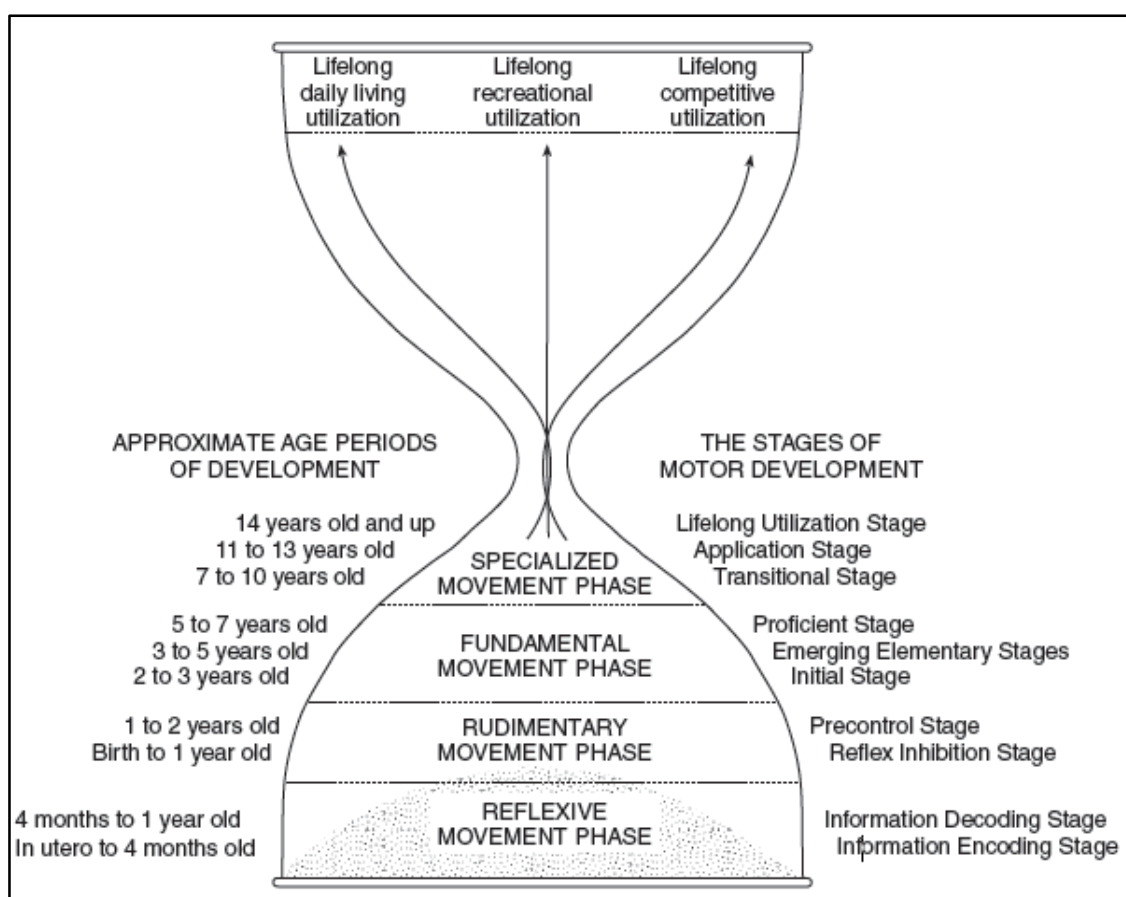 Lifelong
daily living
utilization
Lifelong
recreational
utilization
Lifelong
competitive
utilization
APPROXIMATE AGE PERIODS
OF DEVELOPMENT
THE STAGES OF
MOTOR DEVELOPMENT
14 years old and up
11 to 13 years old
7 to 10 years old
SPECIALIZED
MOVEMENT PHASE
Lifelong Utilization Stage
Application Stage
Transitional Stage
5 to 7 years old
3 to 5 years old
2 to 3 years old
FUNDAMENTAL
MOVEMENT PHASE
Proficient Stage
Emerging Elementary Stages
Initial Stage
1 to 2 years old
Birth to 1 year old
RUDIMENTARY
MOVEMENT PHASE
Precontrol Stage
Reflex Inhibition Stage
4 months to 1 year old
In utero to 4 months old
REFLEXIVE
MOVEMENT PHASE
Information Decoding Stage
Information Encoding Stage